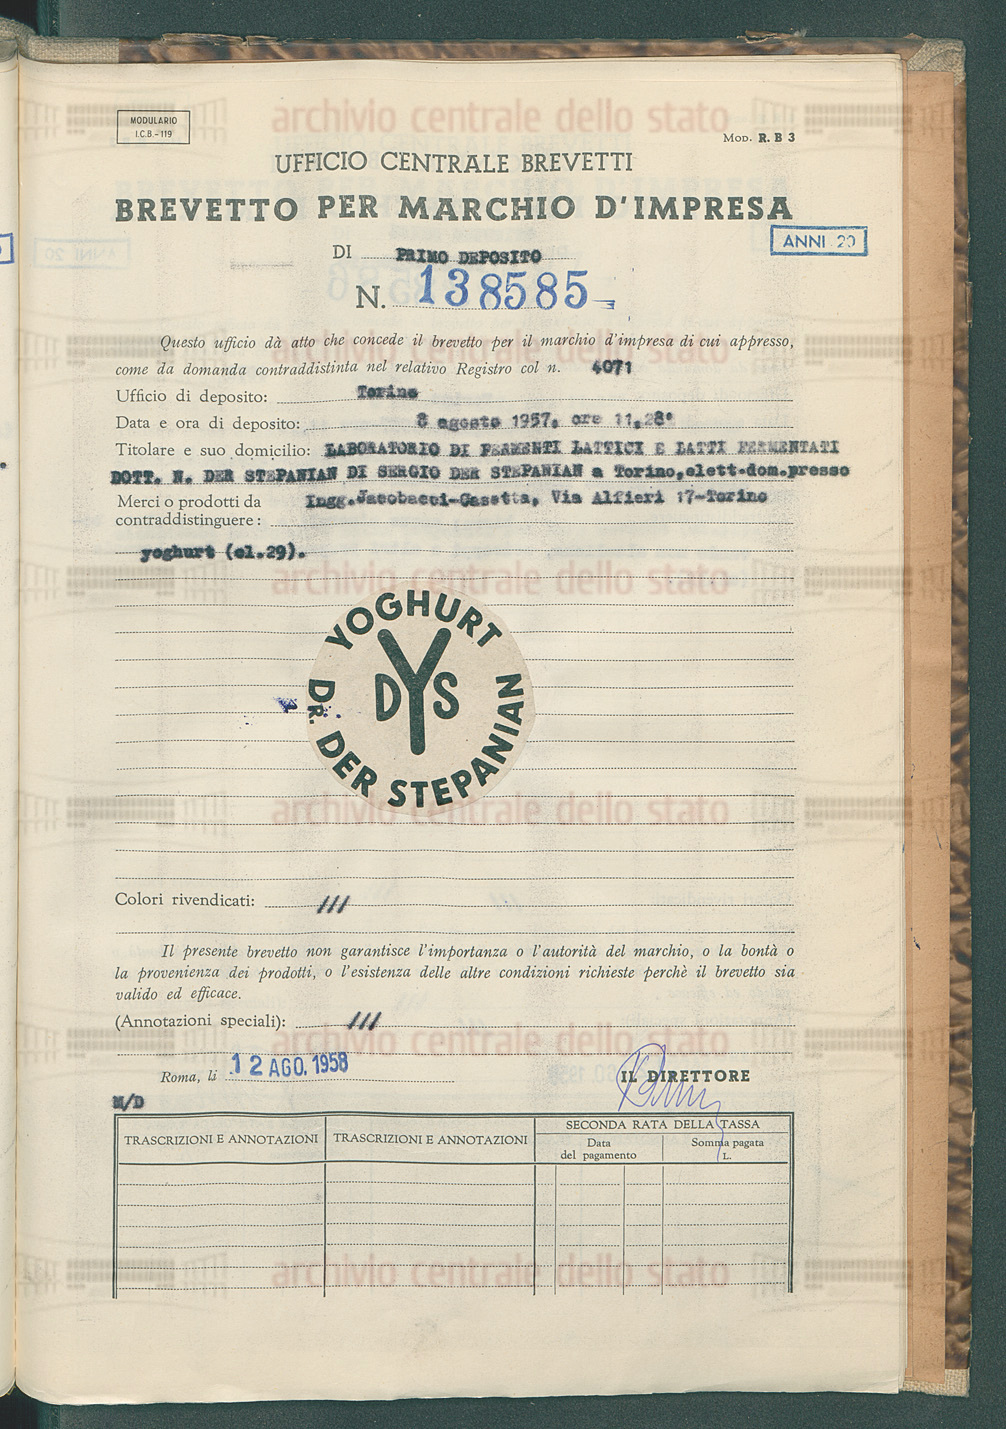 MODULARIO
I.C.B. - 119
archivio centrale dello stato
MOD. R. B 3
UFFICIO CENTRALE BREVETTI
BREVETTO PER MARCHIO D'IMPRESA
ANNI 20
DI PRIMO DEPOSITO
N. 138585
Questo ufficio dà atto che concede il brevetto per il marchio d'impresa di cui appresso,
archivio centrale dello stato
come da domanda contraddistinta nel relativo Registro col n. 4071
Ufficio di deposito: Torino
Data e ora di deposito: 8 agosto 1957, ore 11,28'
Titolare e suo domicilio: LABORATORIO DI FERMENTI LATTICI E LATTI FERMENTATI
DOTT. N. DER STEPANIAN DI SERGIO DER STEPANIAN a Torino, elett.dom.presso
Merci o prodotti da Ingg.Jacobacci-Casetta, Via Alfieri 17-Torino
contraddistinguere:
yoghurt (cl.29).
archivio centrale dello stato
YOGHURT
DYS
DR. DER STEPANIAN
archivio centrale dello stato
Colori rivendicati: ///
Il presente brevetto non garantisce l'importanza o l'autorità del marchio, o la bontà o
la provenienza dei prodotti, o l'esistenza delle altre condizioni richieste perchè il brevetto sia
valido ed efficace.
(Annotazioni speciali): ///
archivio centrale dello stato
Roma, li 12 AGO. 1958
IL DIRETTORE
M/D
TRASCRIZIONI E ANNOTAZIONI
TRASCRIZIONI E ANNOTAZIONI
SECONDA RATA DELLA TASSA
Data
del pagamento
Somma pagata
L.
archivio centrale dello stato